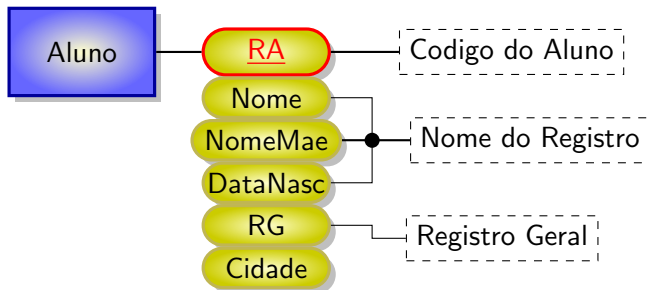 Aluno
RA
Codigo do Aluno
Nome
NomeMae
Nome do Registro
DataNasc
RG
Registro Geral
Cidade